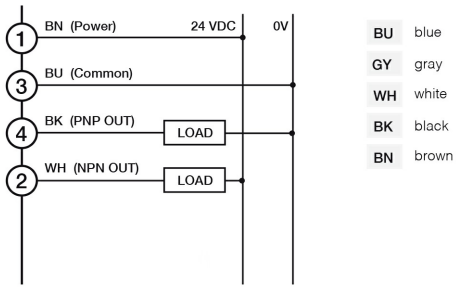 BN (Power) 24 VDC 0V
1
BU (Common)
3
BK (PNP OUT)
4 LOAD
WH (NPN OUT)
2 LOAD
BU blue
GY gray
WH white
BK black
BN brown